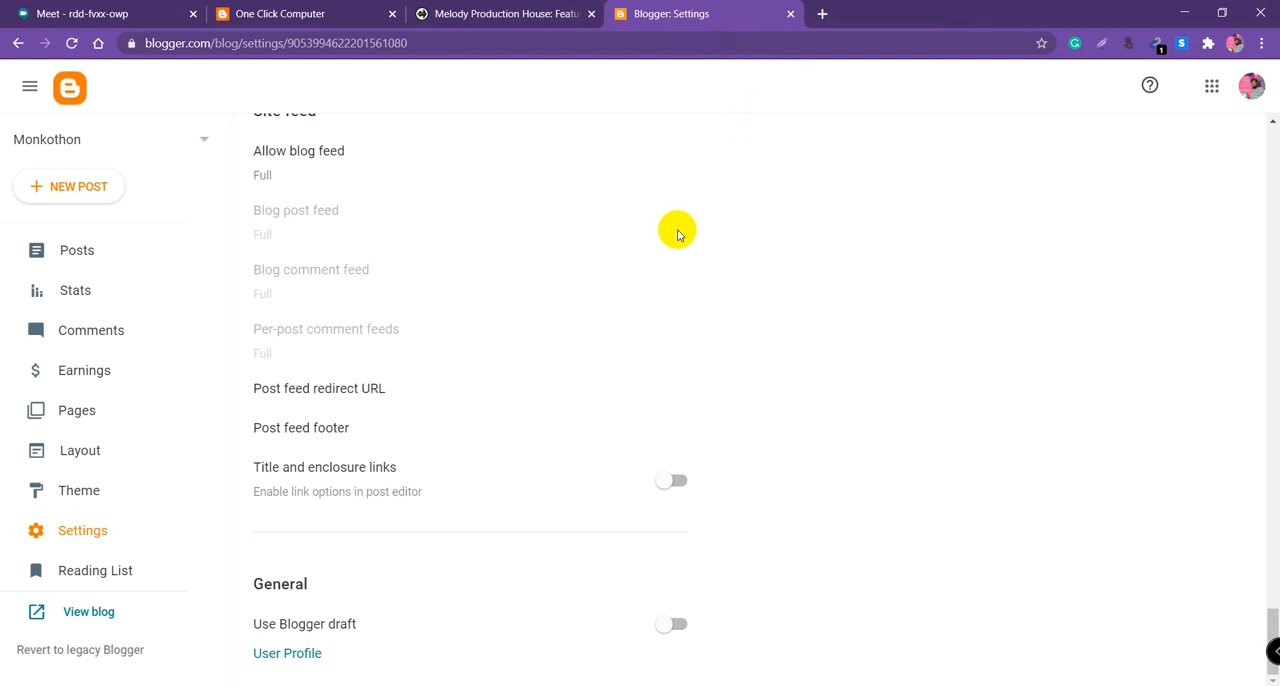 Meet - rdd-fvxx-owp
One Click Computer
Melody Production House: Featu
Blogger: Settings
blogger.com/blog/settings/9053994622201561080
1
S
Monkothon
NEW POST
Posts
Stats
Comments
Earnings
Pages
Layout
Theme
Settings
Reading List
View blog
Revert to legacy Blogger
Site feed
Allow blog feed
Full
Blog post feed
Full
Blog comment feed
Full
Per-post comment feeds
Full
Post feed redirect URL
Post feed footer
Title and enclosure links
Enable link options in post editor
General
Use Blogger draft
User Profile